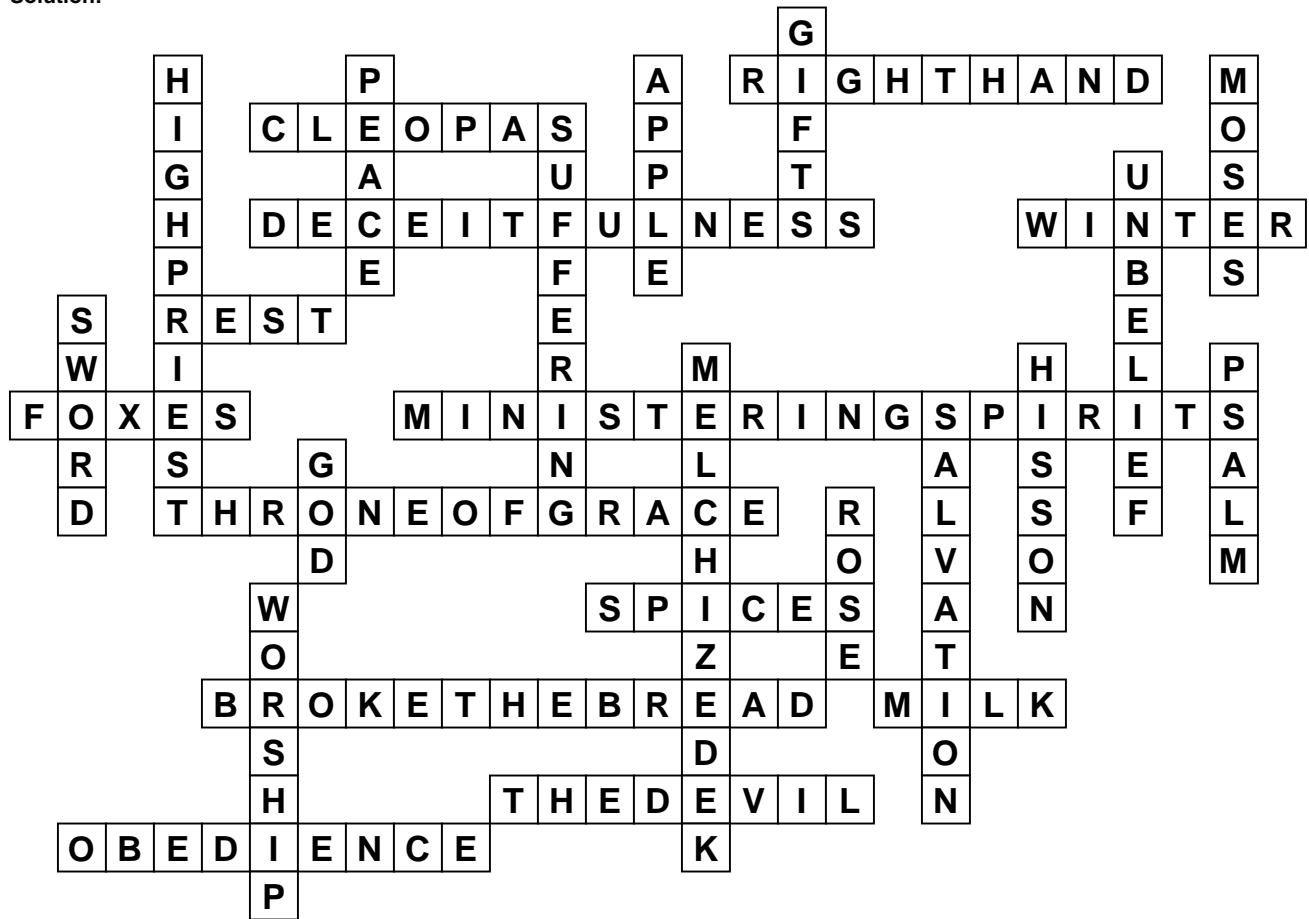 Solution:
G
H P A R I G H T H A N D M
I C L E O P A S P F O
G A U P T U S
H D E C E I T F U L N E S S W I N T E R
P E F E B S
S R E S T E E
W I R M H L P
F O X E S M I N I S T E R I N G S P I R I T S
R S G N L A S E A
D T H R O N E O F G R A C E R L S F L
D H O V O M
W S P I C E S A N
O Z E T
B R O K E T H E B R E A D M I L K
S D O
H T H E D E V I L N
O B E D I E N C E K
P